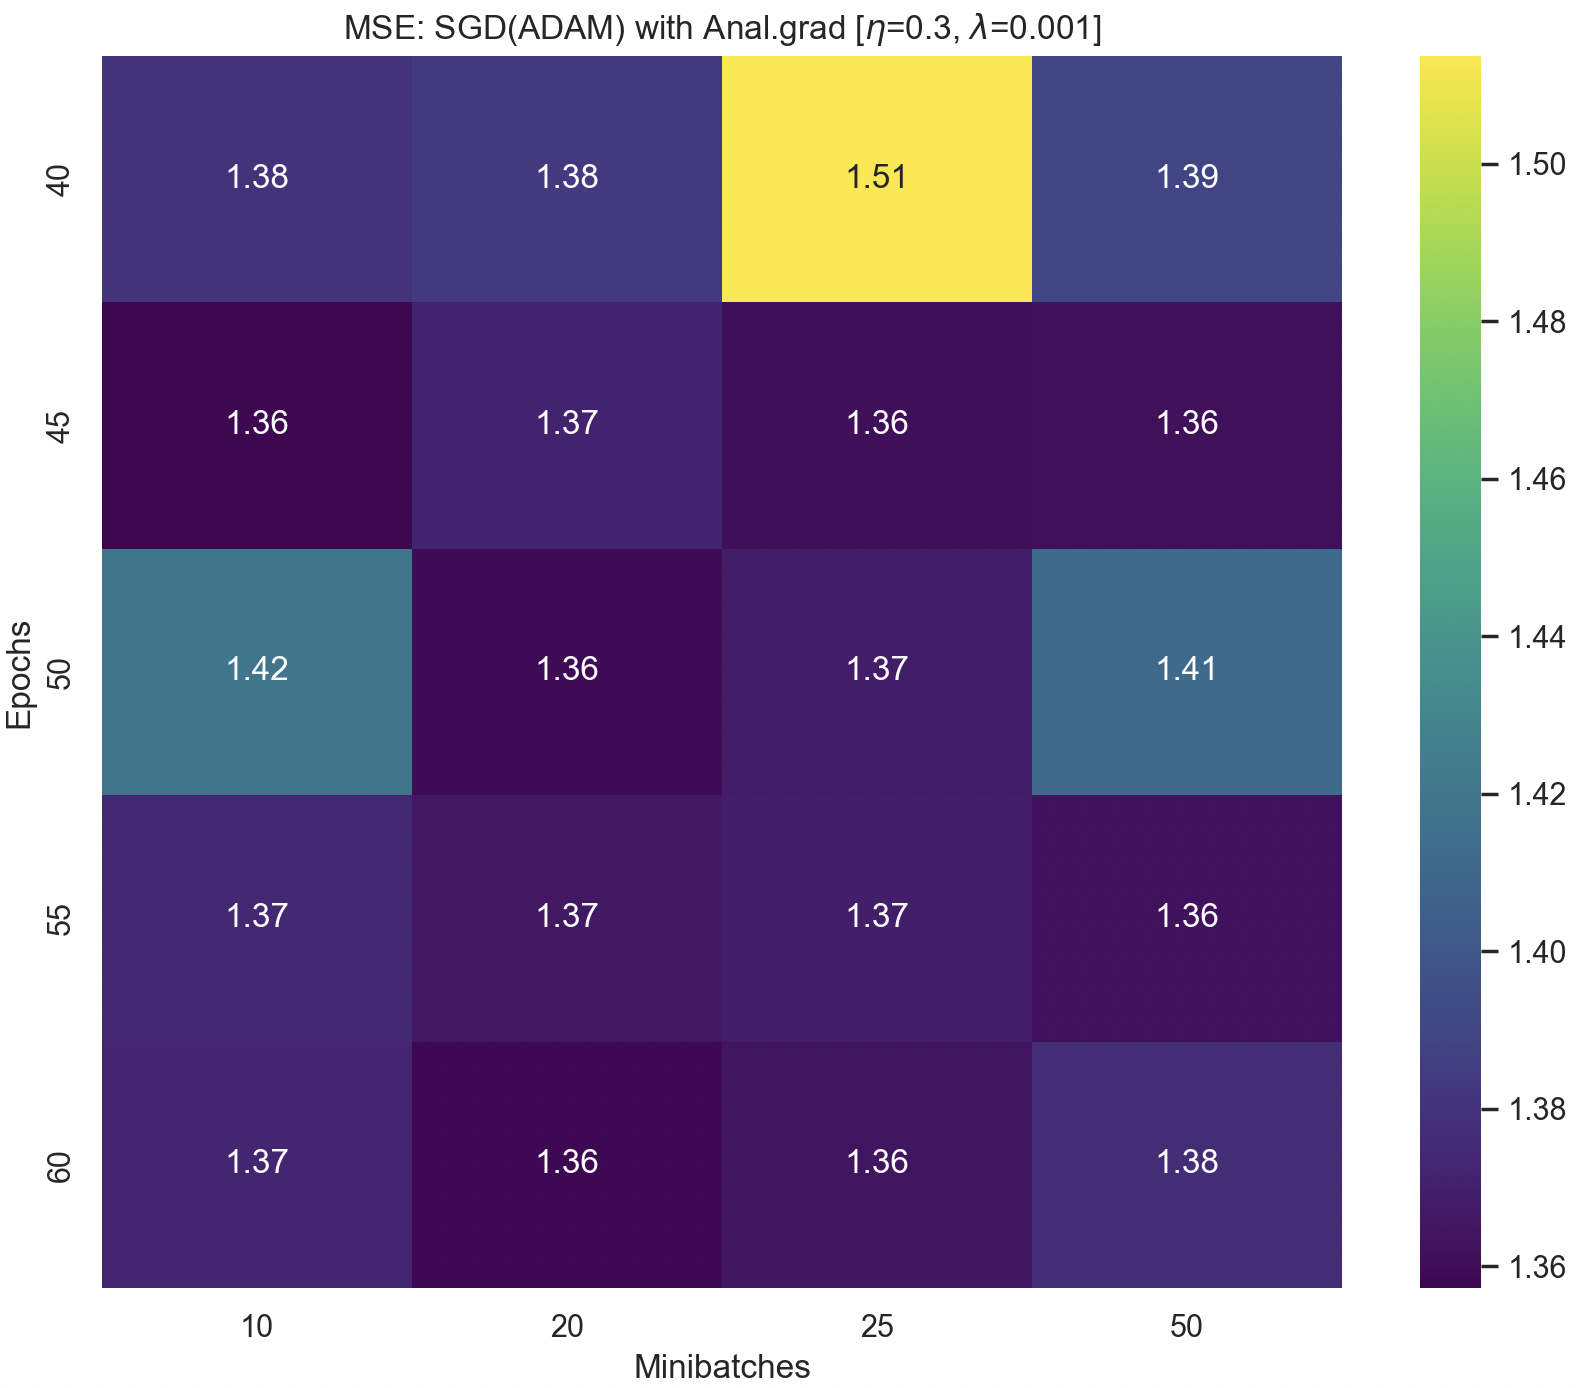 MSE: SGD(ADAM) with Anal.grad [η=0.3, λ=0.001]
40 1.38 1.38 1.51 1.39
45 1.36 1.37 1.36 1.36
50 1.42 1.36 1.37 1.41
55 1.37 1.37 1.37 1.36
60 1.37 1.36 1.36 1.38
Epochs
10 20 25 50
Minibatches
1.50
1.48
1.46
1.44
1.42
1.40
1.38
1.36